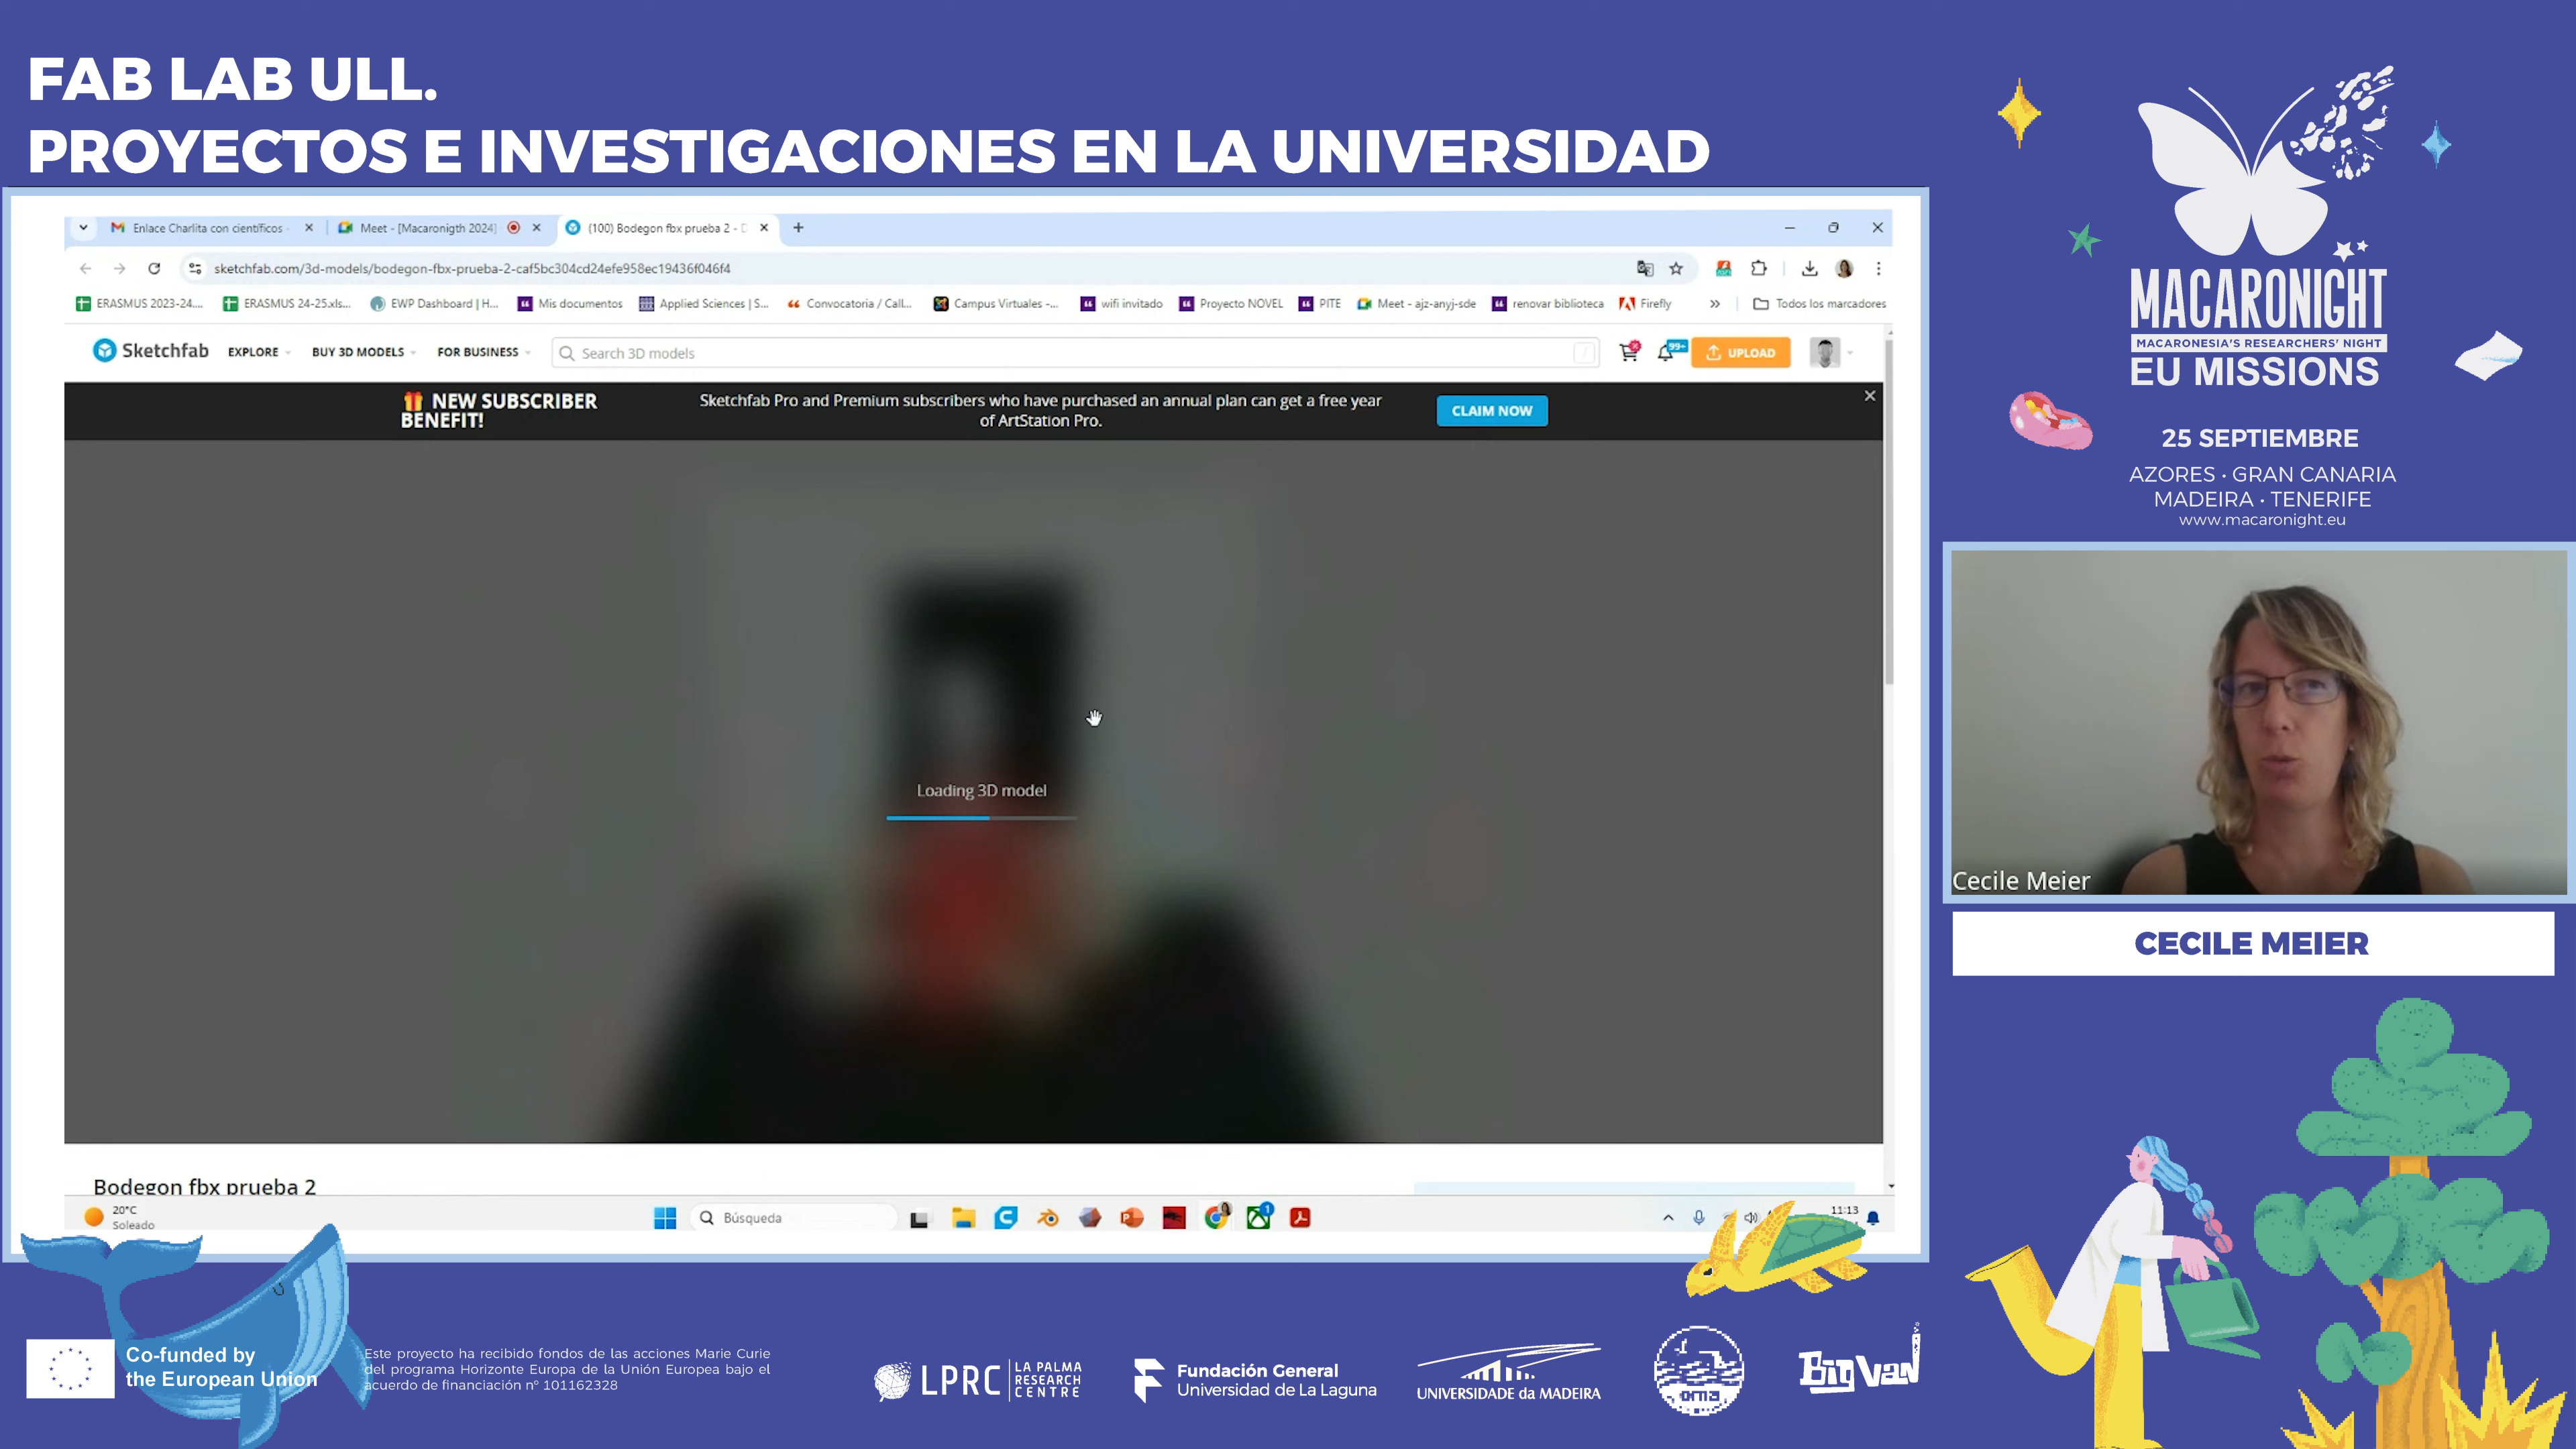 FAB LAB ULL.
PROYECTOS E INVESTIGACIONES EN LA UNIVERSIDAD
Enlace Charlita con científicos -
Meet - [Macaronigth 2024]
(100) Bodegon fbx prueba 2 - D
sketchfab.com/3d-models/bodegon-fbx-prueba-2-caf5bc304cd24efe958ec19436f046f4
ERASMUS 2023-24....
ERASMUS 24-25.xls...
EWP Dashboard | H...
Mis documentos
Applied Sciences | S...
Convocatoria / Call...
Campus Virtuales -...
wifi invitado
Proyecto NOVEL
PITE
Meet - ajz-anyj-sde
renovar biblioteca
Firefly
»
Todos los marcadores
Sketchfab
EXPLORE
BUY 3D MODELS
FOR BUSINESS
Search 3D models
/
99+
UPLOAD
NEW SUBSCRIBER
BENEFIT!
Sketchfab Pro and Premium subscribers who have purchased an annual plan can get a free year
of ArtStation Pro.
CLAIM NOW
Loading 3D model
Bodegon fbx prueba 2
20°C
Soleado
Búsqueda
1
11:13
MACARONIGHT
MACARONESIA'S RESEARCHERS' NIGHT
EU MISSIONS
25 SEPTIEMBRE
AZORES · GRAN CANARIA
MADEIRA · TENERIFE
www.macaronight.eu
Cecile Meier
CECILE MEIER
Co-funded by
the European Union
Este proyecto ha recibido fondos de las acciones Marie Curie
del programa Horizonte Europa de la Unión Europea bajo el
acuerdo de financiación nº 101162328
LPRC
LA PALMA
RESEARCH
CENTRE
Fundación General
Universidad de La Laguna
UNIVERSIDADE da MADEIRA
oma
Big Van